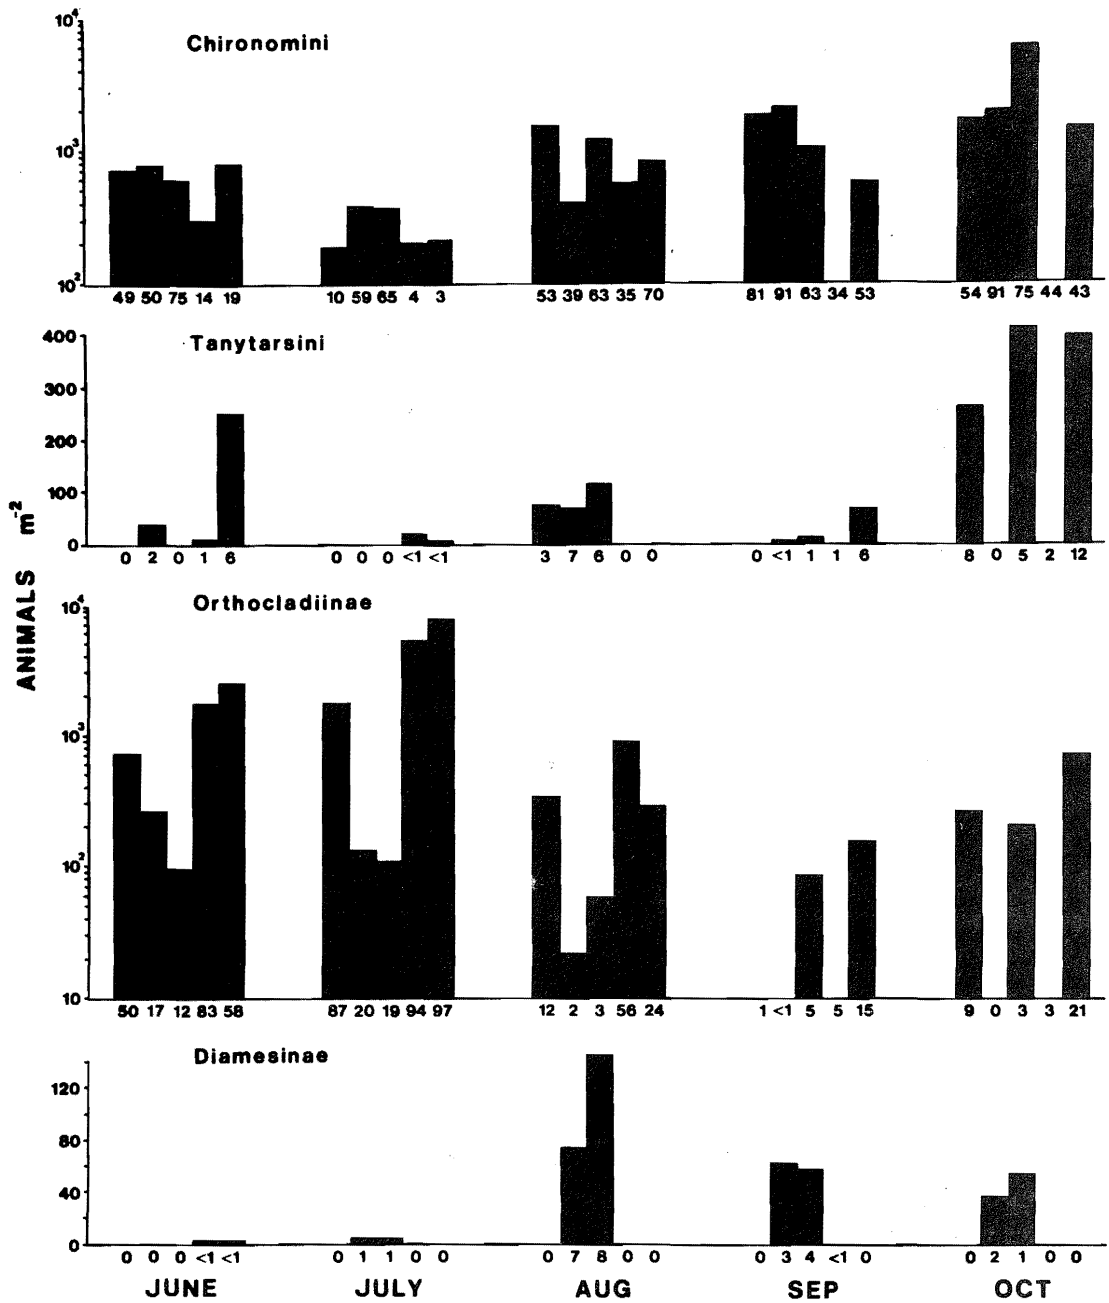 10⁴
Chironomini
10³
10²
49 50 75 14 19 10 59 65 4 3 53 39 63 35 70 81 91 63 34 53 54 91 75 44 43
Tanytarsini
400
300
200
100
0
0 2 0 1 6 0 0 0 <1 <1 3 7 6 0 0 0 <1 1 1 6 8 0 5 2 12
ANIMALS m⁻²
Orthocladiinae
10⁴
10³
10²
10
50 17 12 83 58 87 20 19 94 97 12 2 3 56 24 1 <1 5 5 15 9 0 3 3 21
Diamesinae
120
80
40
0
0 0 0 <1 <1 0 1 1 0 0 0 7 8 0 0 0 3 4 <1 0 0 2 1 0 0
JUNE JULY AUG SEP OCT